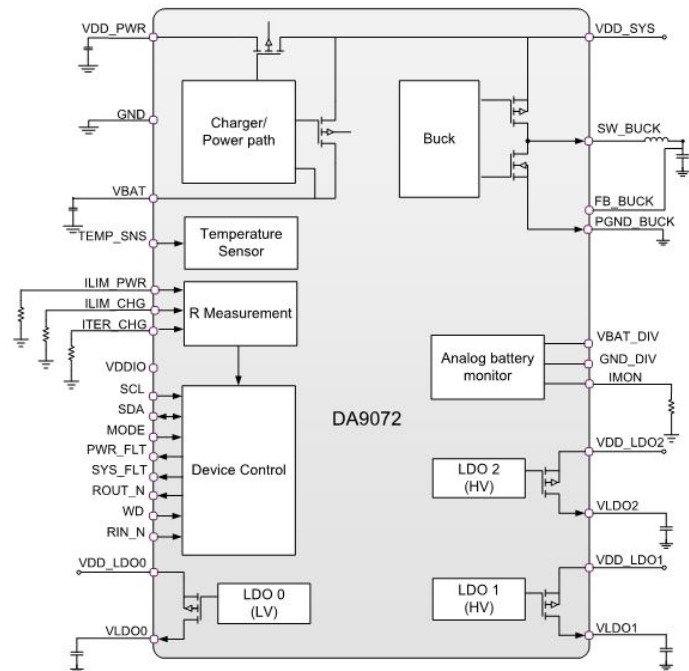 VDD_PWR
VDD_SYS
GND
Charger/
Power path
Buck
SW_BUCK
VBAT
FB_BUCK
PGND_BUCK
TEMP_SNS
Temperature
Sensor
ILIM_PWR
ILIM_CHG
R Measurement
ITER_CHG
VBAT_DIV
Analog battery
monitor
GND_DIV
IMON
VDDIO
SCL
SDA
MODE
PWR_FLT
SYS_FLT
ROUT_N
WD
RIN_N
Device Control
DA9072
VDD_LDO2
LDO 2
(HV)
VLDO2
VDD_LDO0
LDO 0
(LV)
VLDO0
VDD_LDO1
LDO 1
(HV)
VLDO1